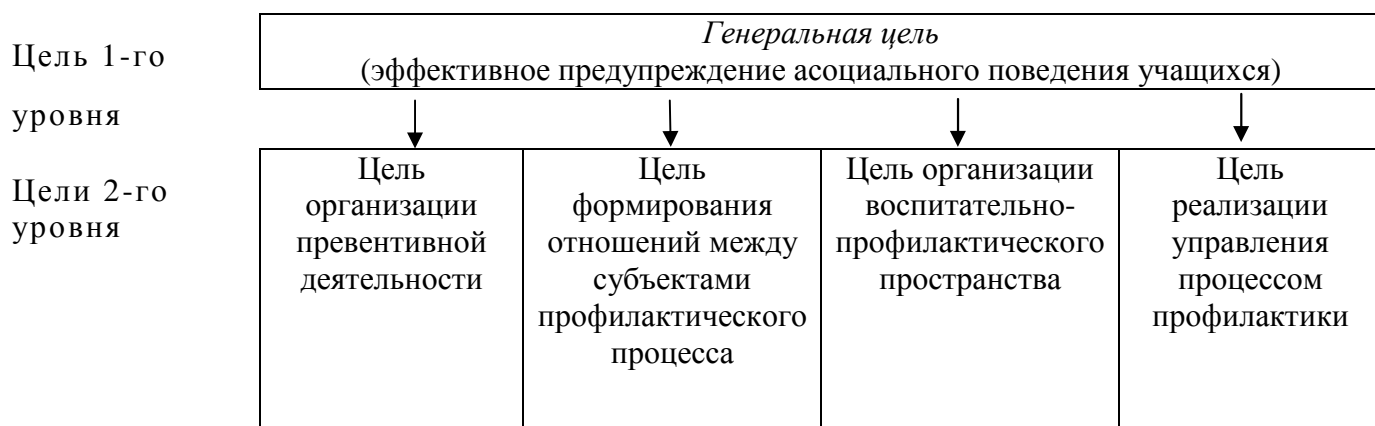 Цель 1-го
уровня
Генеральная цель
(эффективное предупреждение асоциального поведения учащихся)
Цели 2-го
уровня
Цель
организации
превентивной
деятельности
Цель
формирования
отношений между
субъектами
профилактического
процесса
Цель организации
воспитательно-
профилактического
пространства
Цель
реализации
управления
процессом
профилактики